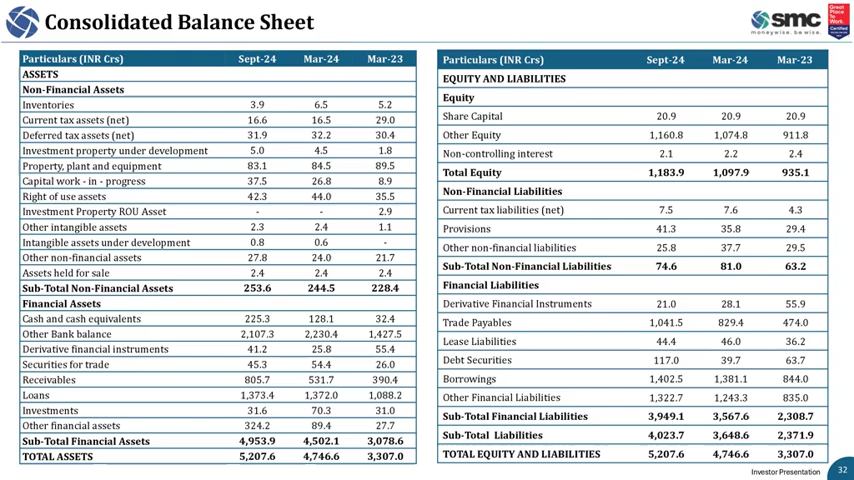 Consolidated Balance Sheet
smc
moneywise. be wise.
Great
Place
To
Work.
Certified
Particulars (INR Crs) Sept-24 Mar-24 Mar-23
ASSETS
Non-Financial Assets
Inventories 3.9 6.5 5.2
Current tax assets (net) 16.6 16.5 29.0
Deferred tax assets (net) 31.9 32.2 30.4
Investment property under development 5.0 4.5 1.8
Property, plant and equipment 83.1 84.5 89.5
Capital work - in - progress 37.5 26.8 8.9
Right of use assets 42.3 44.0 35.5
Investment Property ROU Asset - - 2.9
Other intangible assets 2.3 2.4 1.1
Intangible assets under development 0.8 0.6 -
Other non-financial assets 27.8 24.0 21.7
Assets held for sale 2.4 2.4 2.4
Sub-Total Non-Financial Assets 253.6 244.5 228.4
Financial Assets
Cash and cash equivalents 225.3 128.1 32.4
Other Bank balance 2,107.3 2,230.4 1,427.5
Derivative financial instruments 41.2 25.8 55.4
Securities for trade 45.3 54.4 26.0
Receivables 805.7 531.7 390.4
Loans 1,373.4 1,372.0 1,088.2
Investments 31.6 70.3 31.0
Other financial assets 324.2 89.4 27.7
Sub-Total Financial Assets 4,953.9 4,502.1 3,078.6
TOTAL ASSETS 5,207.6 4,746.6 3,307.0
Particulars (INR Crs) Sept-24 Mar-24 Mar-23
EQUITY AND LIABILITIES
Equity
Share Capital 20.9 20.9 20.9
Other Equity 1,160.8 1,074.8 911.8
Non-controlling interest 2.1 2.2 2.4
Total Equity 1,183.9 1,097.9 935.1
Non-Financial Liabilities
Current tax liabilities (net) 7.5 7.6 4.3
Provisions 41.3 35.8 29.4
Other non-financial liabilities 25.8 37.7 29.5
Sub-Total Non-Financial Liabilities 74.6 81.0 63.2
Financial Liabilities
Derivative Financial Instruments 21.0 28.1 55.9
Trade Payables 1,041.5 829.4 474.0
Lease Liabilities 44.4 46.0 36.2
Debt Securities 117.0 39.7 63.7
Borrowings 1,402.5 1,381.1 844.0
Other Financial Liabilities 1,322.7 1,243.3 835.0
Sub-Total Financial Liabilities 3,949.1 3,567.6 2,308.7
Sub-Total Liabilities 4,023.7 3,648.6 2,371.9
TOTAL EQUITY AND LIABILITIES 5,207.6 4,746.6 3,307.0
Investor Presentation 32